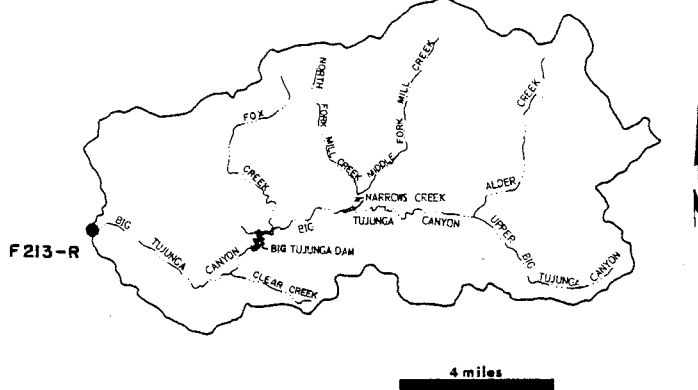 NORTH FORK MILL CREEK
MIDDLE FORK MILL CREEK
FOX CREEK
ALDER CREEK
NARROWS CREEK
BIG TUJUNGA CANYON
UPPER BIG TUJUNGA CANYON
BIG TUJUNGA CANYON
F213-R
BIG TUJUNGA DAM
CLEAR CREEK
4 miles